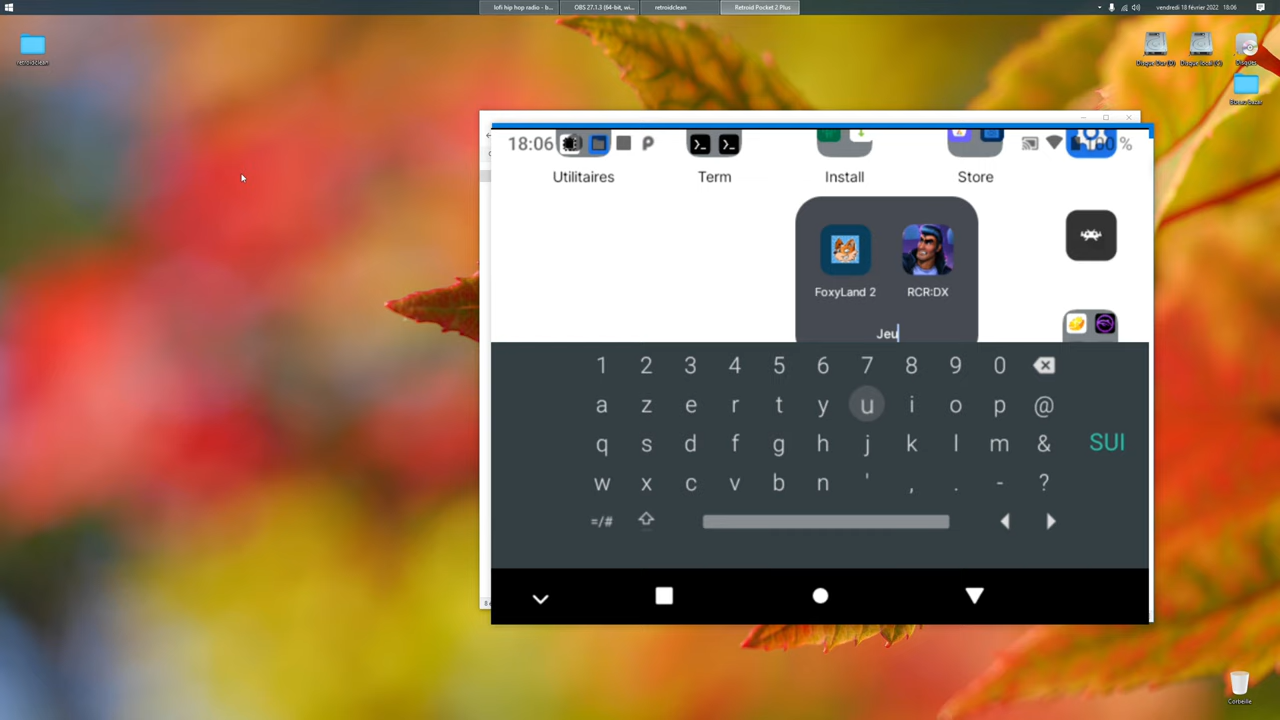 lofi hip hop radio - b...
OBS 27.1.3 (64-bit, wi...
retroidclean
Retroid Pocket 2 Plus
vendredi 18 février 2022
18:06
retroidclean
18:06
100 %
Utilitaires
Term
Install
Store
FoxyLand 2
RCR:DX
Jeu
1 2 3 4 5 6 7 8 9 0
a z e r t y u i o p @
q s d f g h j k l m &
SUI
w x c v b n ' , . - ?
=/#
Corbeille